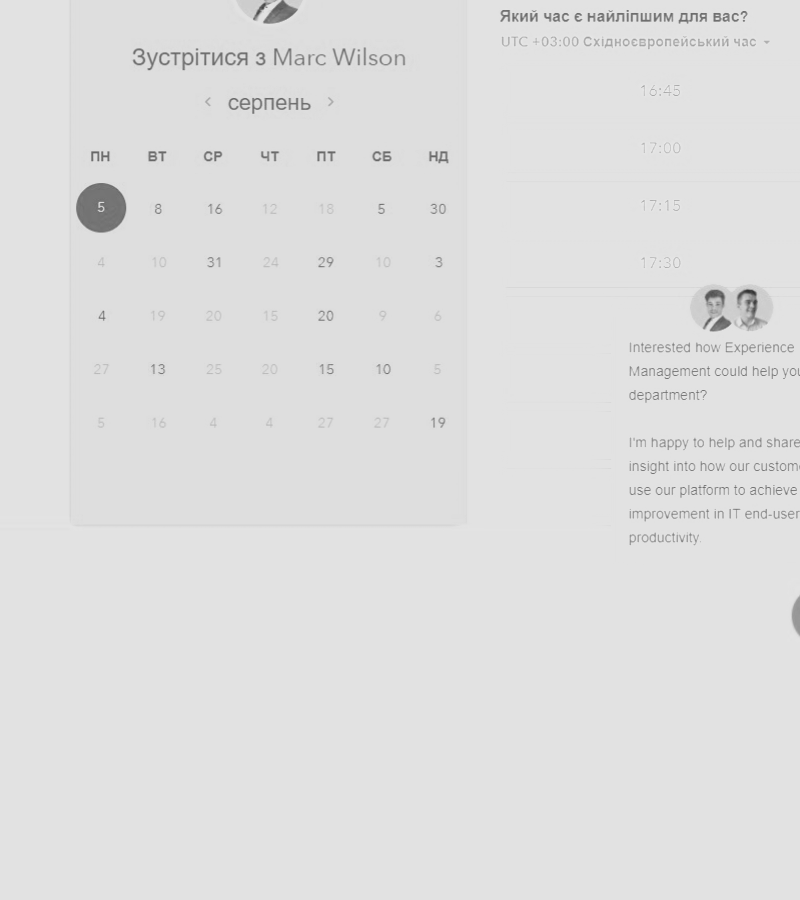 Зустрітися з Marc Wilson
серпень
ПН ВТ СР ЧТ ПТ СБ НД
5 8 16 12 18 5 30
4 10 31 24 29 10 3
4 19 20 15 20 9 6
27 13 25 20 15 10 5
5 16 4 4 27 27 19
Який час є найліпшим для вас?
UTC +03:00 Східноєвропейський час
16:45
17:00
17:15
17:30
Interested how Experience
Management could help you
department?
I'm happy to help and share
insight into how our custome
use our platform to achieve
improvement in IT end-user
productivity.